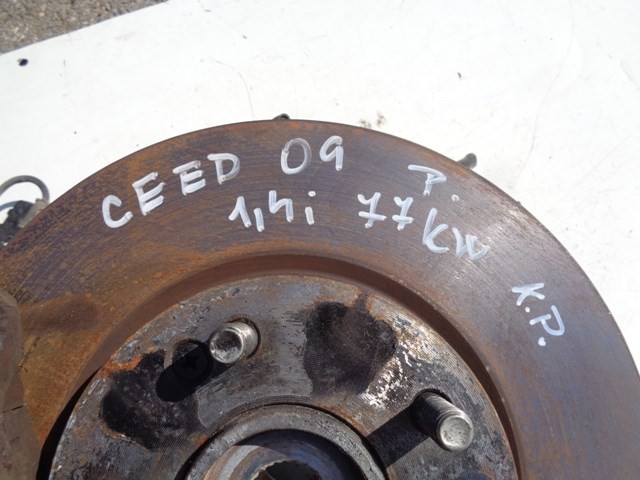 CEED 09 P.
1,4i 77kW
K.P.